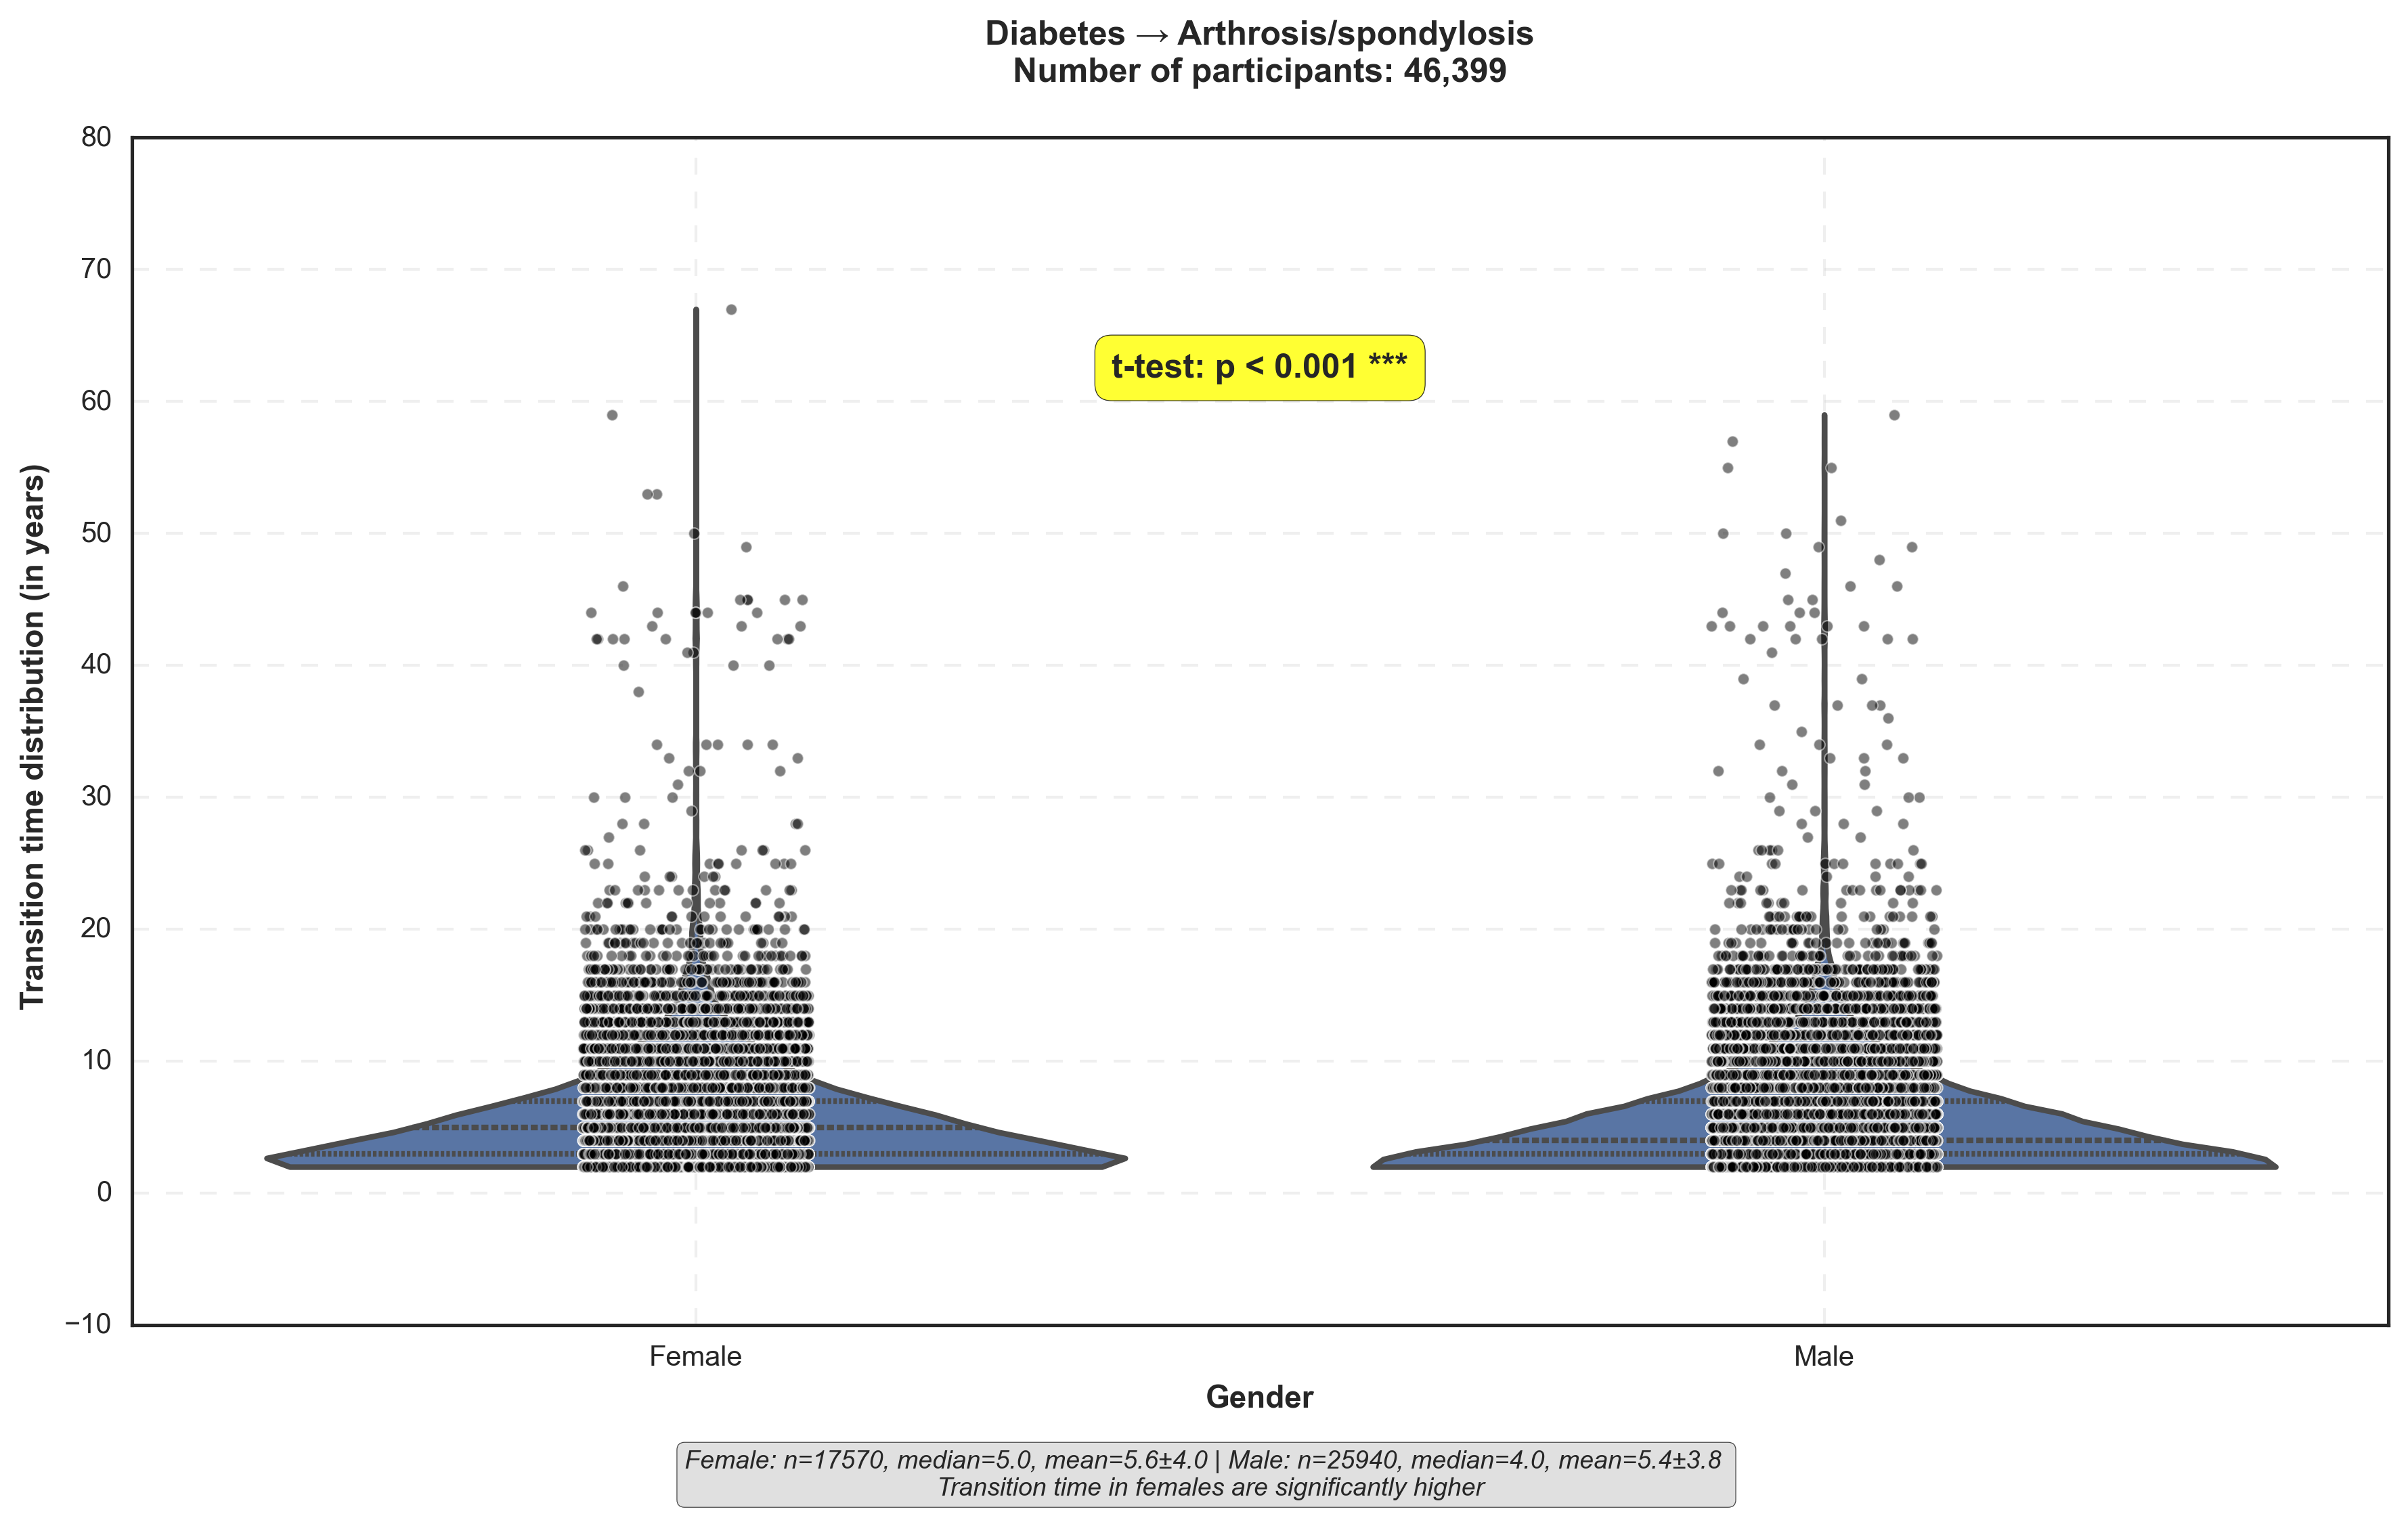 Diabetes → Arthrosis/spondylosis
Number of participants: 46,399
Transition time distribution (in years)
80
70
60
50
40
30
20
10
0
−10
t-test: p < 0.001 ***
Female
Male
Gender
Female: n=17570, median=5.0, mean=5.6±4.0 | Male: n=25940, median=4.0, mean=5.4±3.8
Transition time in females are significantly higher